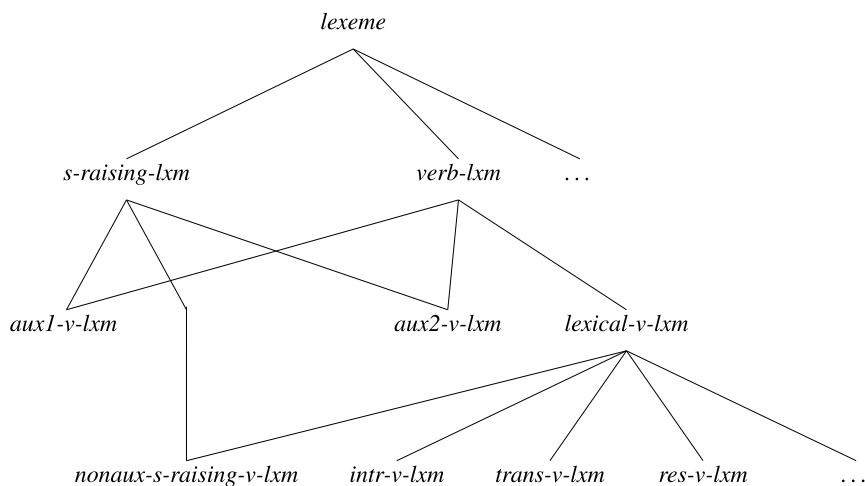 lexeme
s-raising-lxm verb-lxm ...
aux1-v-lxm aux2-v-lxm lexical-v-lxm
nonaux-s-raising-v-lxm intr-v-lxm trans-v-lxm res-v-lxm ...